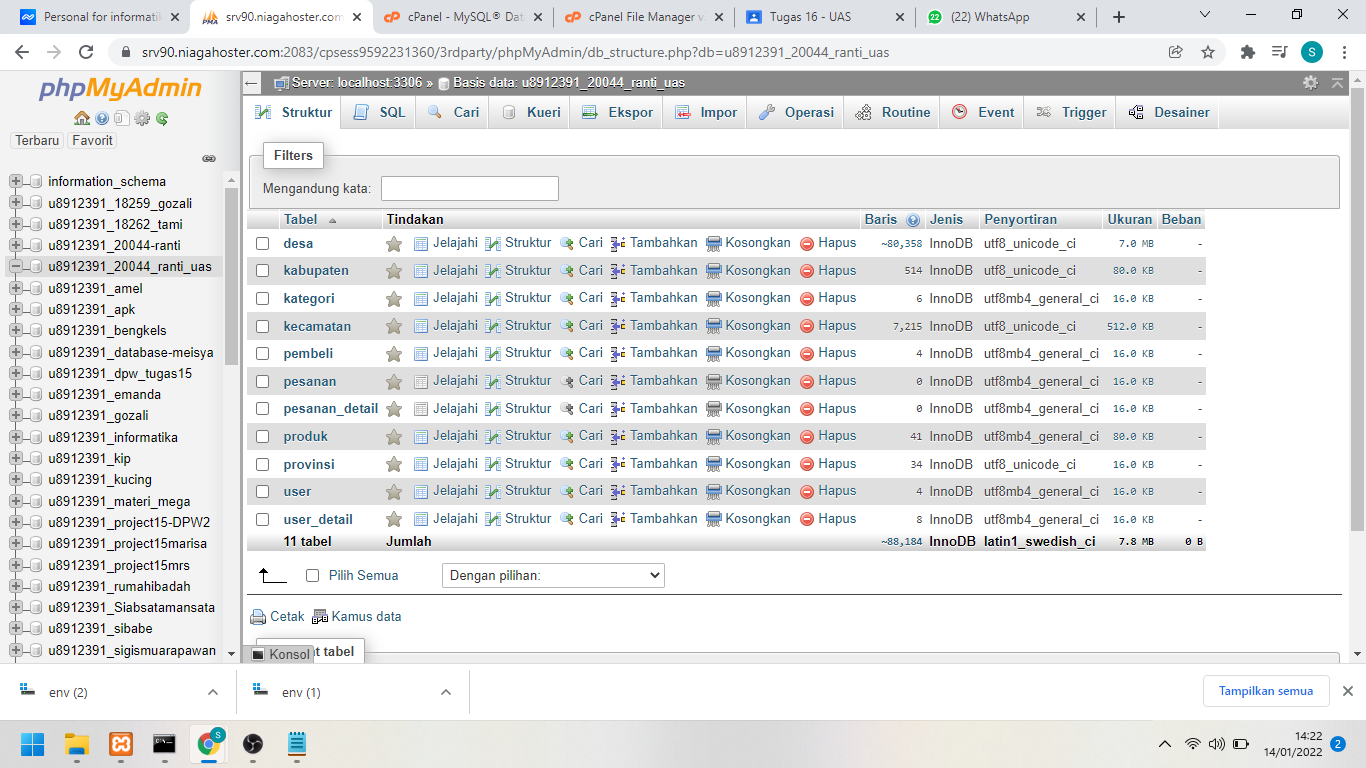 Personal for informatik
srv90.niagahoster.com
cPanel - MySQL® Dat
cPanel File Manager v
Tugas 16 - UAS
(22) WhatsApp
srv90.niagahoster.com:2083/cpsess9592231360/3rdparty/phpMyAdmin/db_structure.php?db=u8912391_20044_ranti_uas
S
phpMyAdmin
Terbaru Favorit
information_schema
u8912391_18259_gozali
u8912391_18262_tami
u8912391_20044-ranti
u8912391_20044_ranti_uas
u8912391_amel
u8912391_apk
u8912391_bengkels
u8912391_database-meisya
u8912391_dpw_tugas15
u8912391_emanda
u8912391_gozali
u8912391_informatika
u8912391_kip
u8912391_kucing
u8912391_materi_mega
u8912391_project15-DPW2
u8912391_project15marisa
u8912391_project15mrs
u8912391_rumahibadah
u8912391_Siabsatamansata
u8912391_sibabe
u8912391_sigismuarapawan
Server: localhost:3306 » Basis data: u8912391_20044_ranti_uas
Struktur SQL Cari Kueri Ekspor Impor Operasi Routine Event Trigger Desainer
Filters
Mengandung kata:
Tabel Tindakan Baris Jenis Penyortiran Ukuran Beban
desa Jelajahi Struktur Cari Tambahkan Kosongkan Hapus ~80,358 InnoDB utf8_unicode_ci 7.0 MB -
kabupaten Jelajahi Struktur Cari Tambahkan Kosongkan Hapus 514 InnoDB utf8_unicode_ci 80.0 KB -
kategori Jelajahi Struktur Cari Tambahkan Kosongkan Hapus 6 InnoDB utf8mb4_general_ci 16.0 KB -
kecamatan Jelajahi Struktur Cari Tambahkan Kosongkan Hapus 7,215 InnoDB utf8_unicode_ci 512.0 KB -
pembeli Jelajahi Struktur Cari Tambahkan Kosongkan Hapus 4 InnoDB utf8mb4_general_ci 16.0 KB -
pesanan Jelajahi Struktur Cari Tambahkan Kosongkan Hapus 0 InnoDB utf8mb4_general_ci 16.0 KB -
pesanan_detail Jelajahi Struktur Cari Tambahkan Kosongkan Hapus 0 InnoDB utf8mb4_general_ci 16.0 KB -
produk Jelajahi Struktur Cari Tambahkan Kosongkan Hapus 41 InnoDB utf8mb4_general_ci 80.0 KB -
provinsi Jelajahi Struktur Cari Tambahkan Kosongkan Hapus 34 InnoDB utf8_unicode_ci 16.0 KB -
user Jelajahi Struktur Cari Tambahkan Kosongkan Hapus 4 InnoDB utf8mb4_general_ci 16.0 KB -
user_detail Jelajahi Struktur Cari Tambahkan Kosongkan Hapus 8 InnoDB utf8mb4_general_ci 16.0 KB -
11 tabel Jumlah ~88,184 InnoDB latin1_swedish_ci 7.8 MB 0 B
Pilih Semua Dengan pilihan:
Cetak Kamus data
Konsol
tabel
env (2)
env (1)
Tampilkan semua
14:22
14/01/2022
2